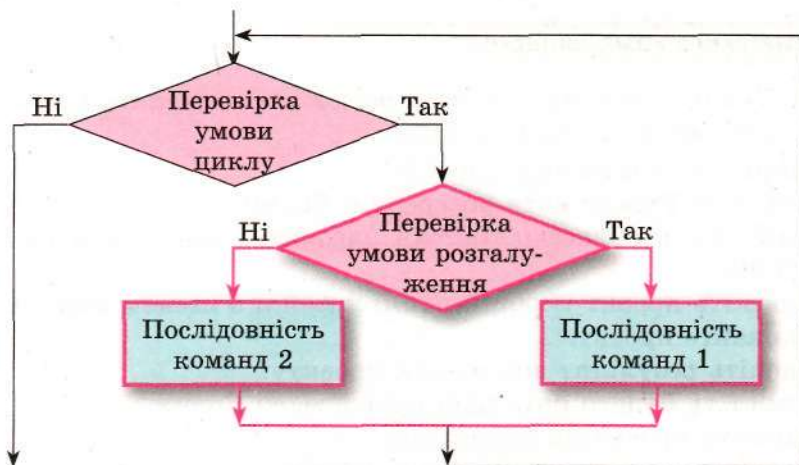 Ні
Перевірка
умови
циклу
Так
Ні
Перевірка
умови розгалу-
ження
Так
Послідовність
команд 2
Послідовність
команд 1